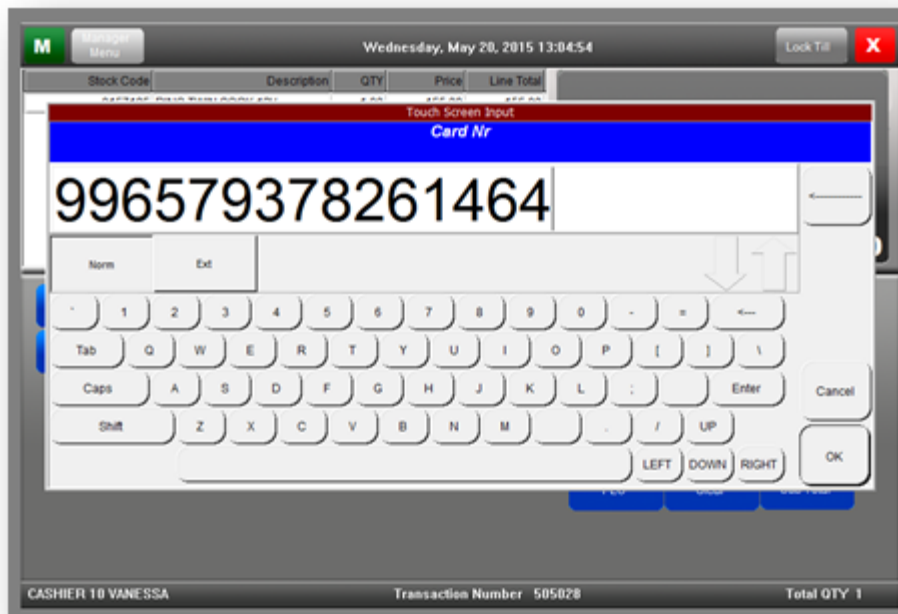 M
Manager
Menu
Wednesday, May 20, 2015 13:04:54
Lock Till
X
Stock Code Description QTY Price Line Total
Touch Screen Input
Card Nr
996579378261464
<---------
Norm Ext
` 1 2 3 4 5 6 7 8 9 0 - = <---
Tab Q W E R T Y U I O P [ ] \
Caps A S D F G H J K L ; Enter
Cancel
Shift Z X C V B N M . / UP
LEFT DOWN RIGHT
OK
CASHIER 10 VANESSA Transaction Number 505028 Total QTY 1